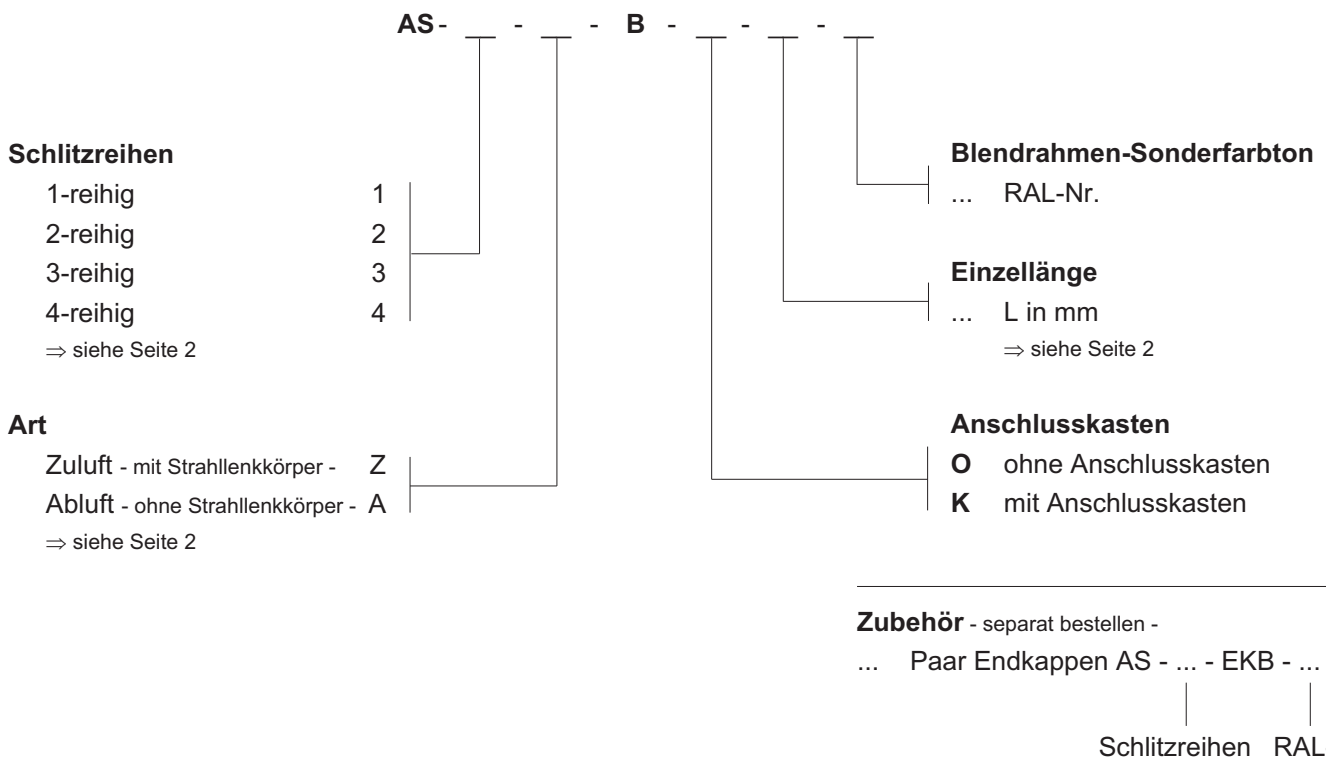 AS- __ - __ - B - __ - __ - __
Schlitzreihen
1-reihig 1
2-reihig 2
3-reihig 3
4-reihig 4
⇒ siehe Seite 2
Art
Zuluft - mit Strahllenkkörper - Z
Abluft - ohne Strahllenkkörper - A
⇒ siehe Seite 2
Blendrahmen-Sonderfarbton
... RAL-Nr.
Einzellänge
... L in mm
⇒ siehe Seite 2
Anschlusskasten
O ohne Anschlusskasten
K mit Anschlusskasten
Zubehör - separat bestellen -
... Paar Endkappen AS - ... - EKB - ...
Schlitzreihen RAL